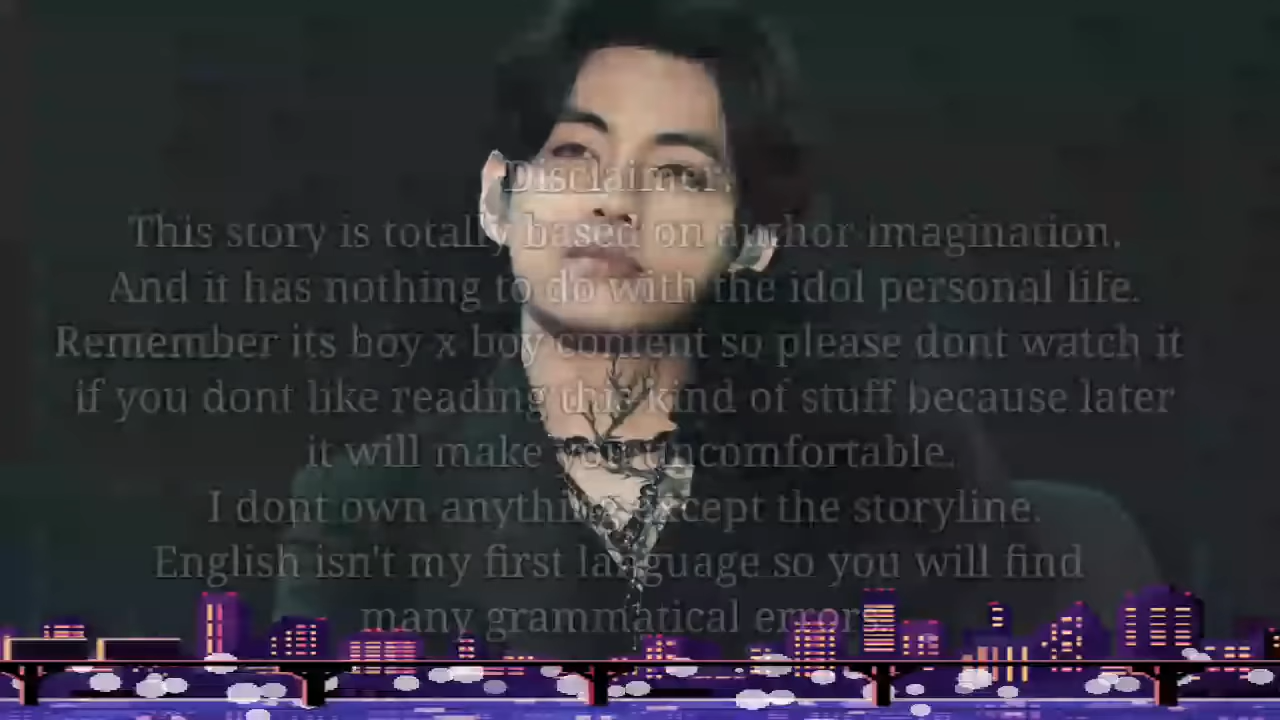 Disclaimer:
This story is totally based on author imagination.
And it has nothing to do with the idol personal life.
Remember its boy x boy content so please dont watch it
if you dont like reading this kind of stuff because later
it will make you uncomfortable.
I dont own anything except the storyline.
English isn't my first language so you will find
many grammatical errors.